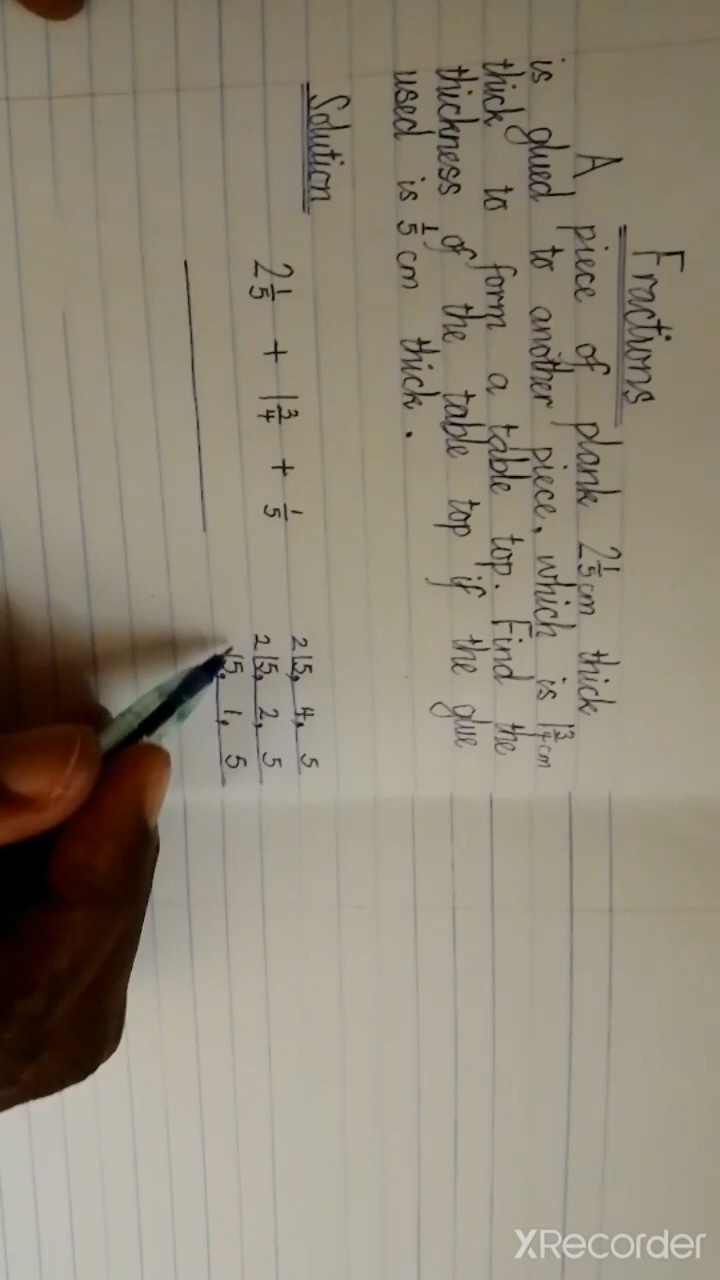 Fractions
A piece of plank 2 1/5 cm thick
is glued to another piece, which is 1 3/4 cm
thick to form a table top. Find the
thickness of the table top if the glue
used is 1/5 cm thick.
Solution
2 1/5 + 1 3/4 + 1/5
2 | 5, 4, 5
2 | 5, 2, 5
5, 1, 5
XRecorder